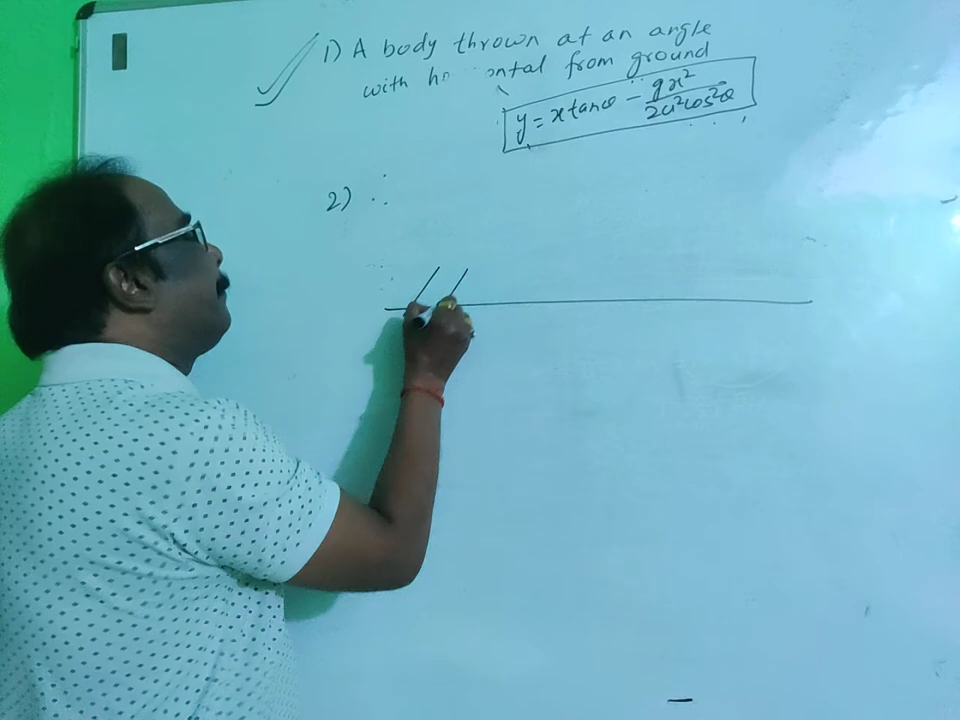 1) A body thrown at an angle
with ho ontal from ground
y = x tanθ - gx²/2u²cos²θ
2) ∴